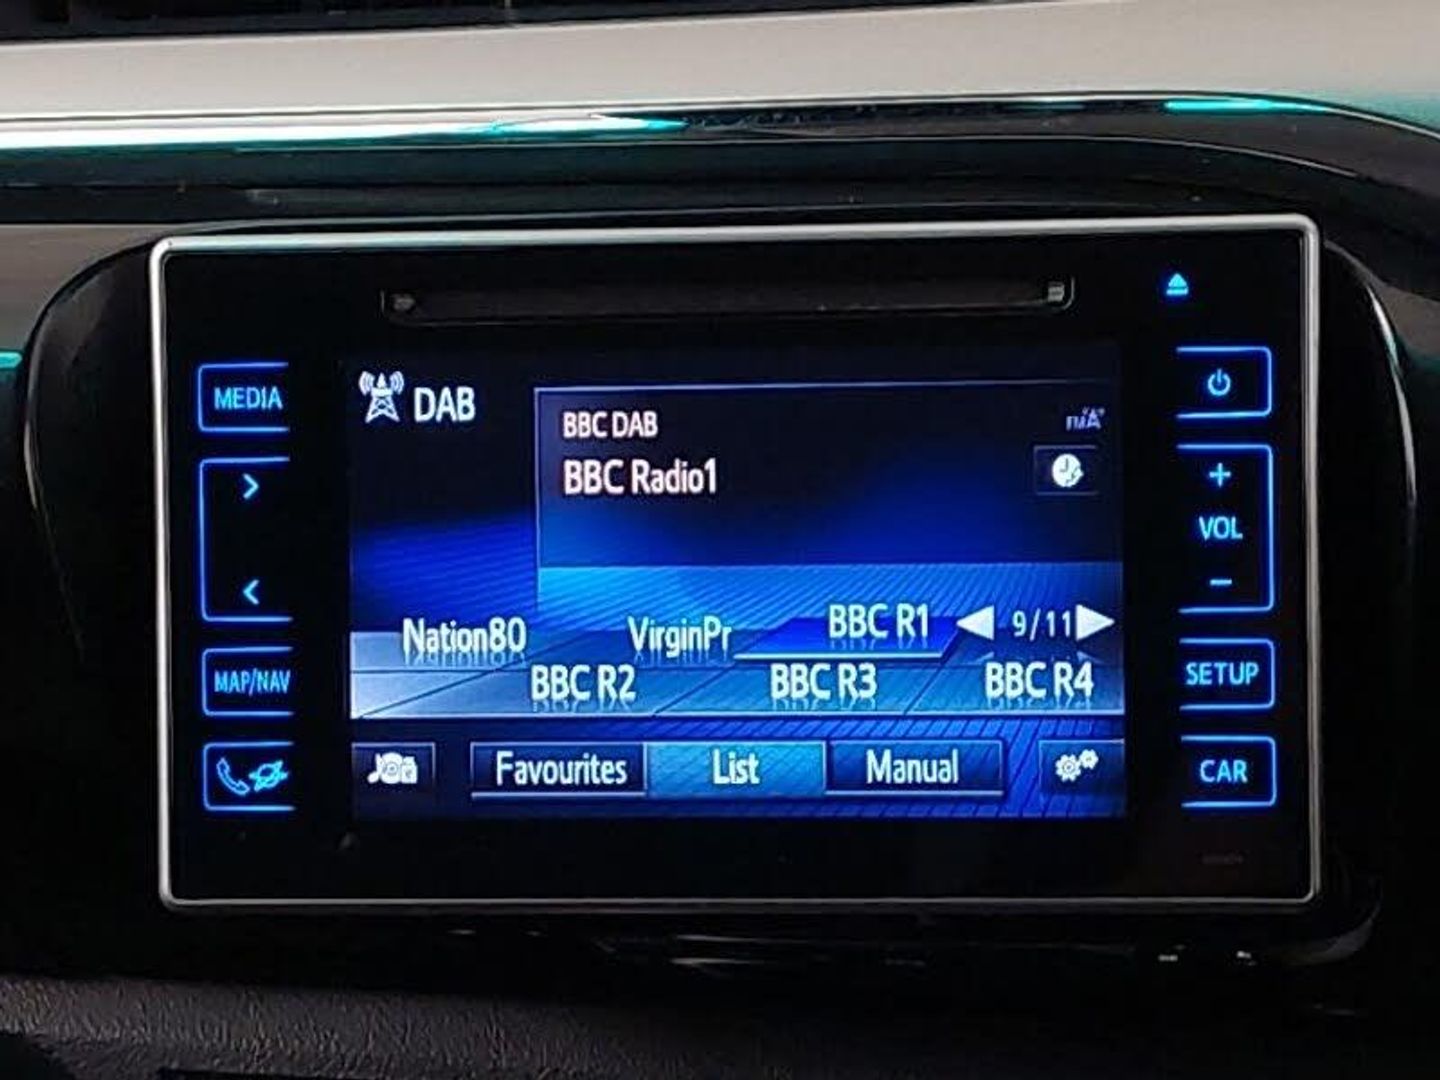 MEDIA
DAB
BBC DAB
BBC Radio1
+
VOL
−
Nation80 VirginPr BBC R1 9/11
BBC R2 BBC R3 BBC R4
MAP/NAV
SETUP
Favourites List Manual
CAR